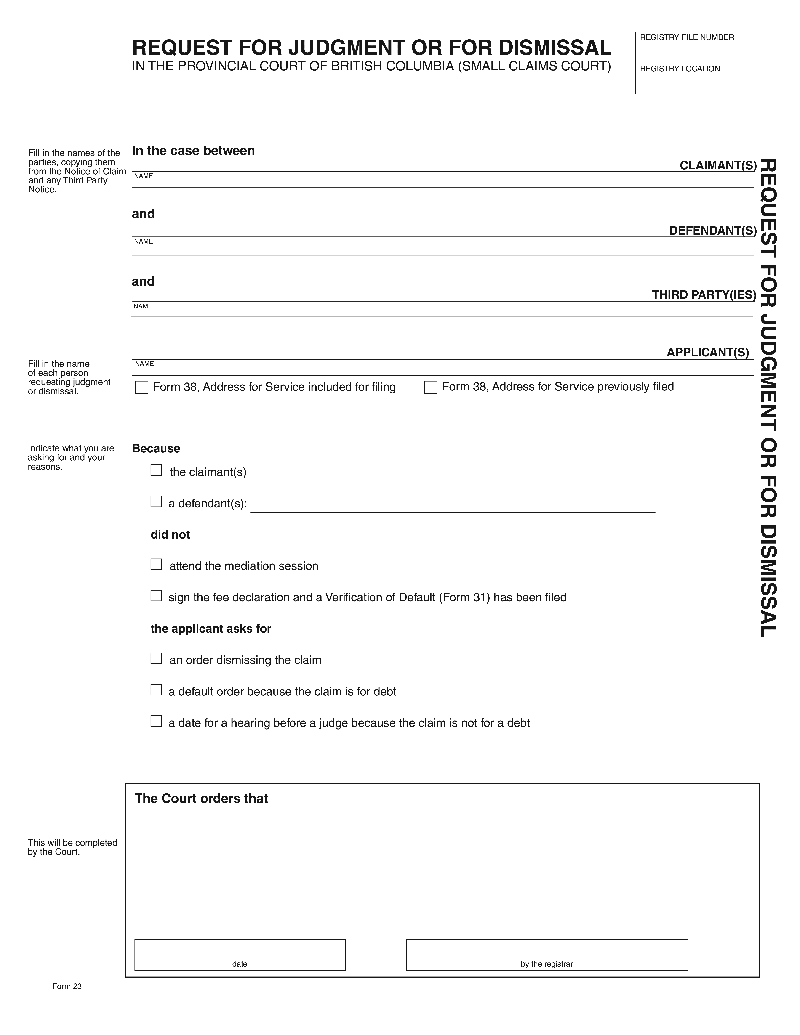 REQUEST FOR JUDGMENT OR FOR DISMISSAL
IN THE PROVINCIAL COURT OF BRITISH COLUMBIA (SMALL CLAIMS COURT)
REGISTRY FILE NUMBER
REGISTRY LOCATION
Fill in the names of the
parties, copying them
from the Notice of Claim
and any Third Party
Notice.
In the case between
CLAIMANT(S)
NAME
and
DEFENDANT(S)
NAME
and
THIRD PARTY(IES)
NAM
APPLICANT(S)
NAME
Fill in the name
of each person
requesting judgment
or dismissal.
Form 38, Address for Service included for filing
Form 38, Address for Service previously filed
Indicate what you are
asking for and your
reasons.
Because
the claimant(s)
a defendant(s):
did not
attend the mediation session
sign the fee declaration and a Verification of Default (Form 31) has been filed
the applicant asks for
an order dismissing the claim
a default order because the claim is for debt
a date for a hearing before a judge because the claim is not for a debt
REQUEST FOR JUDGMENT OR FOR DISMISSAL
The Court orders that
This will be completed
by the Court.
date
by the registrar
Form 23